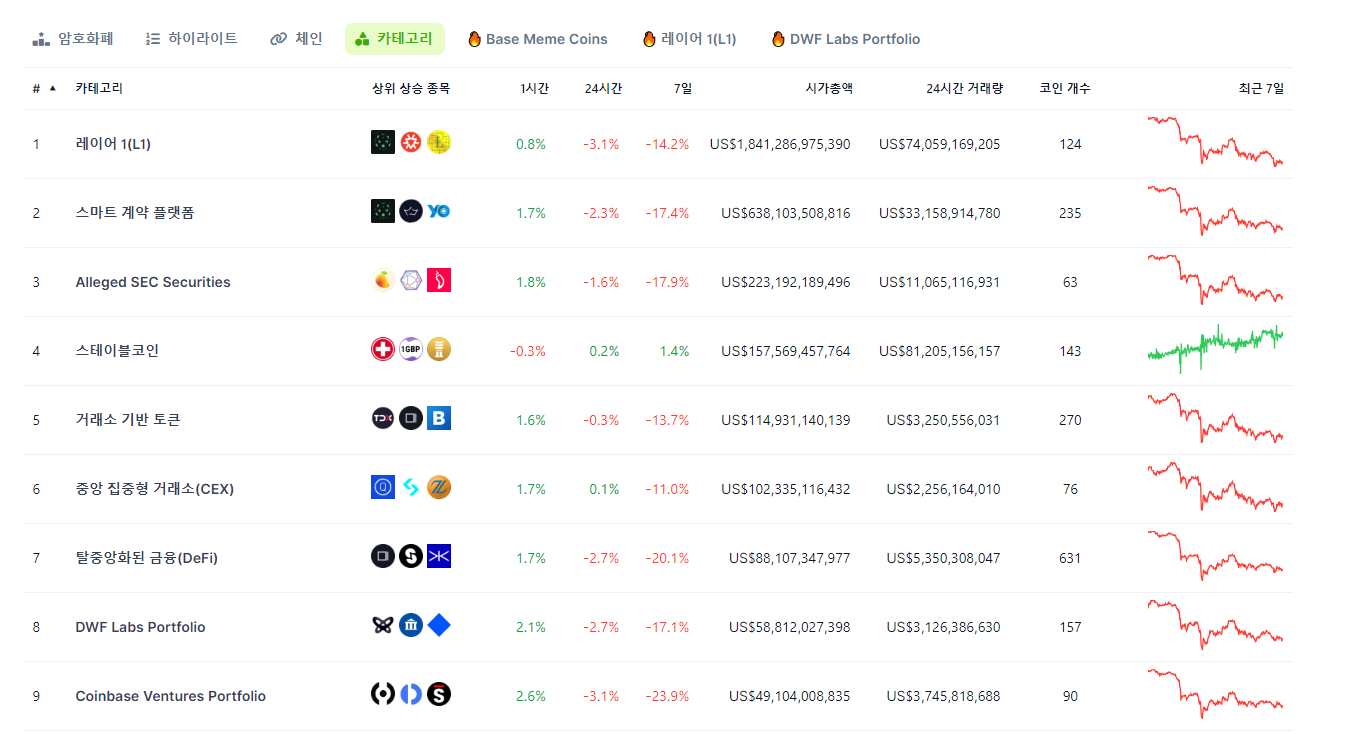 암호화폐 하이라이트 체인 카테고리 Base Meme Coins 레이어 1(L1) DWF Labs Portfolio
# 카테고리 상위 상승 종목 1시간 24시간 7일 시가총액 24시간 거래량 코인 개수 최근 7일
1 레이어 1(L1) 0.8% -3.1% -14.2% US$1,841,286,975,390 US$74,059,169,205 124
2 스마트 계약 플랫폼 YO 1.7% -2.3% -17.4% US$638,103,508,816 US$33,158,914,780 235
3 Alleged SEC Securities 1.8% -1.6% -17.9% US$223,192,189,496 US$11,065,116,931 63
4 스테이블코인 1GBP -0.3% 0.2% 1.4% US$157,569,457,764 US$81,205,156,157 143
5 거래소 기반 토큰 TDX B 1.6% -0.3% -13.7% US$114,931,140,139 US$3,250,556,031 270
6 중앙 집중형 거래소(CEX) 1.7% 0.1% -11.0% US$102,335,116,432 US$2,256,164,010 76
7 탈중앙화된 금융(DeFi) S 1.7% -2.7% -20.1% US$88,107,347,977 US$5,350,308,047 631
8 DWF Labs Portfolio 2.1% -2.7% -17.1% US$58,812,027,398 US$3,126,386,630 157
9 Coinbase Ventures Portfolio S 2.6% -3.1% -23.9% US$49,104,008,835 US$3,745,818,688 90